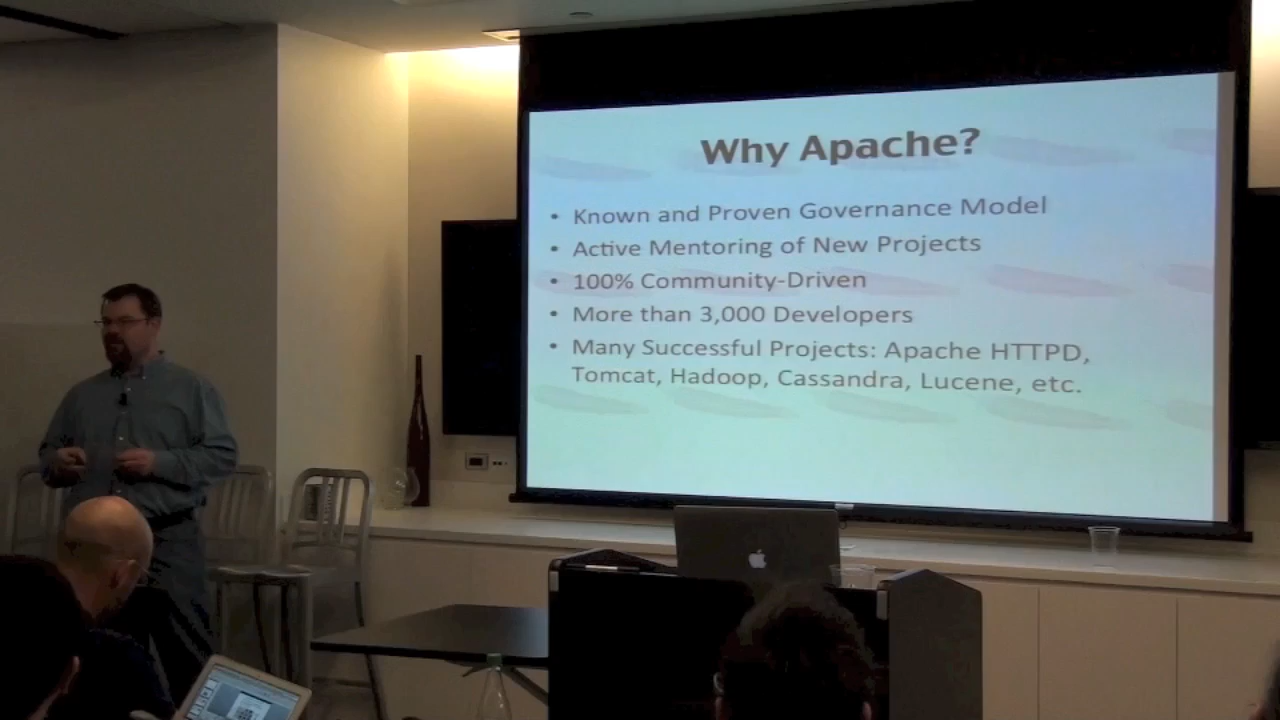 Why Apache?
• Known and Proven Governance Model
• Active Mentoring of New Projects
• 100% Community-Driven
• More than 3,000 Developers
• Many Successful Projects: Apache HTTPD,
Tomcat, Hadoop, Cassandra, Lucene, etc.